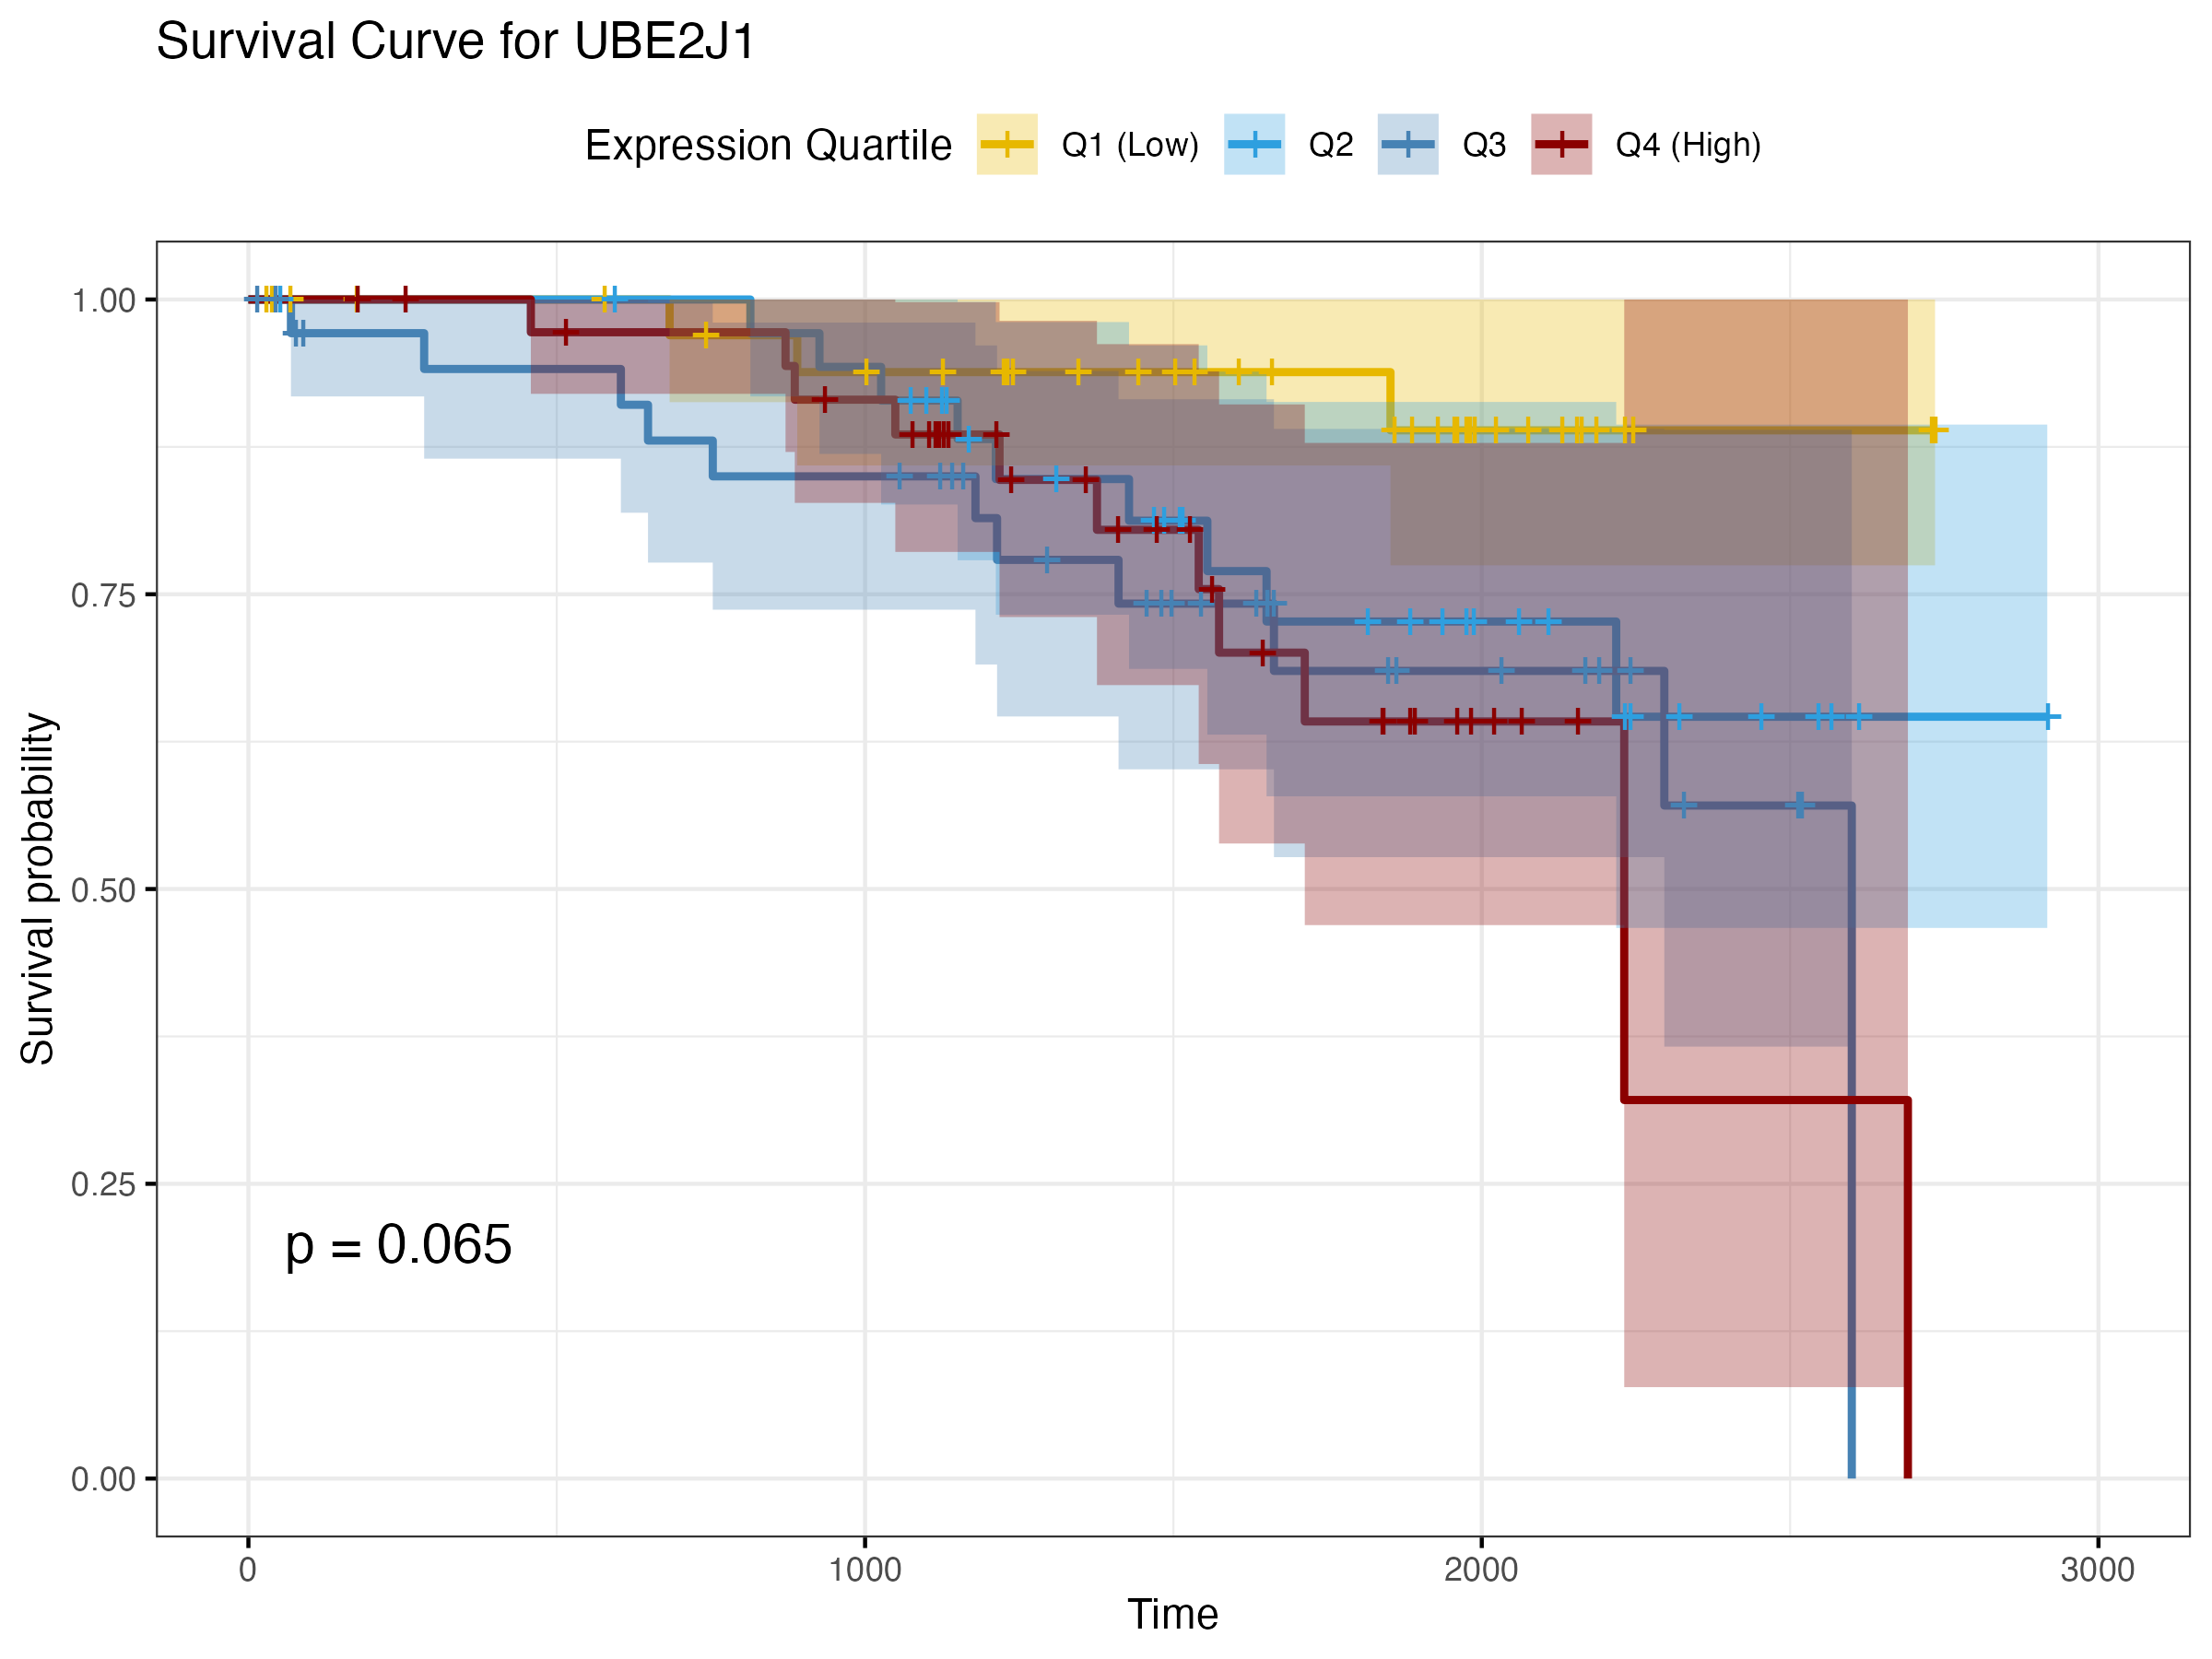 Survival Curve for UBE2J1
Expression Quartile Q1 (Low) Q2 Q3 Q4 (High)
1.00
0.75
0.50
0.25
0.00
Survival probability
p = 0.065
0 1000 2000 3000
Time